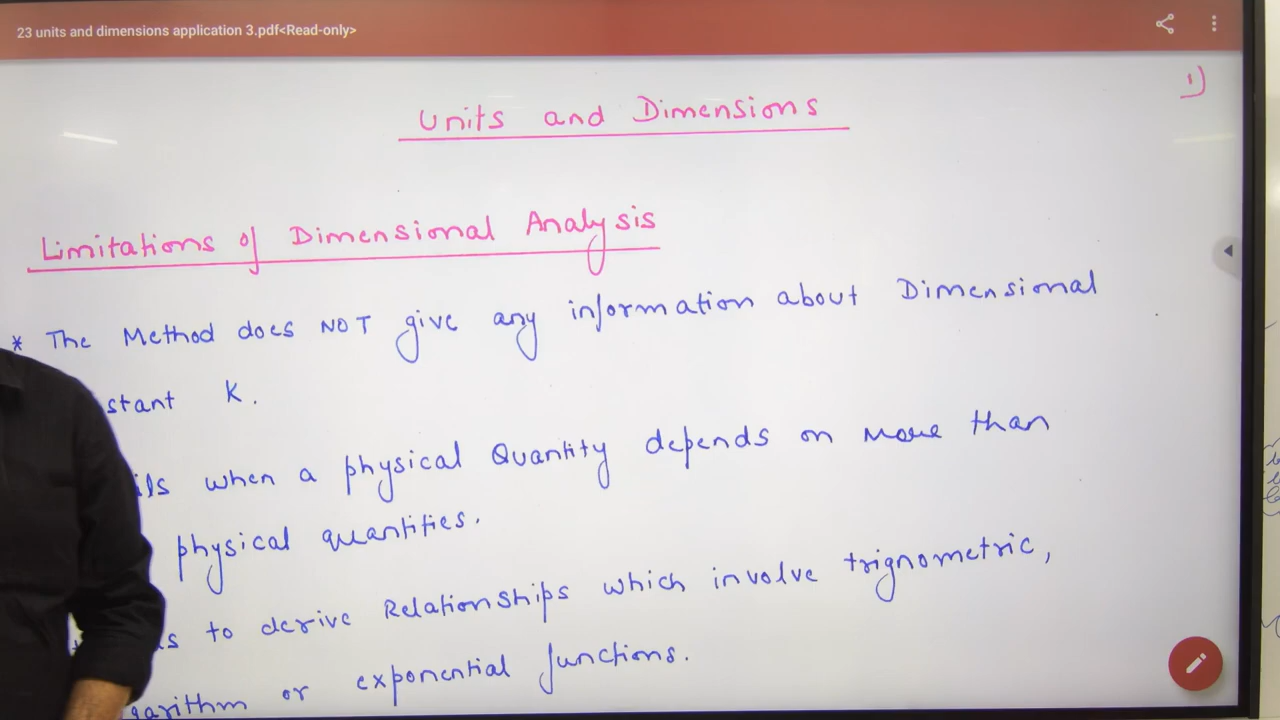 23 units and dimensions application 3.pdf<Read-only>
1)
Units and Dimensions
Limitations of Dimensional Analysis
* The Method does NOT give any information about Dimensional
stant K.
ils when a physical Quantity depends on more than
physical quantities.
s to derive Relationships which involve trignometric,
garithm or exponential functions.